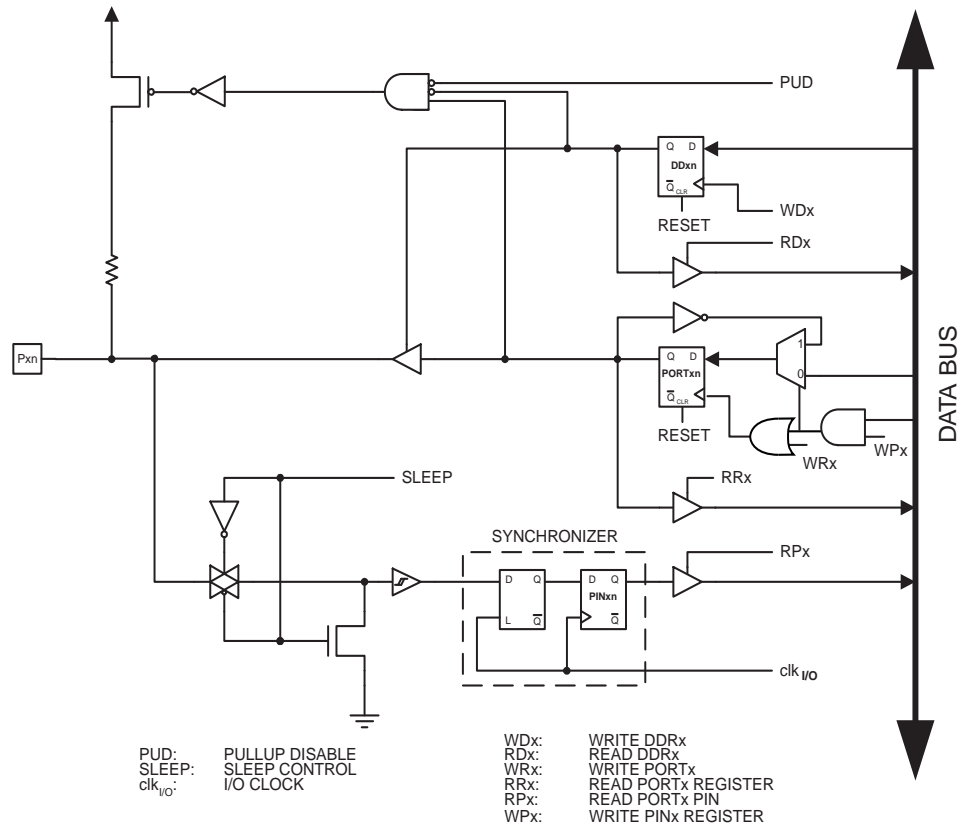 PUD
Q D
DDxn
Q CLR
WDx
RESET
RDx
1
Pxn
Q D
PORTxn
0
Q CLR
RESET
WRx
WPx
DATA BUS
SLEEP
RRx
SYNCHRONIZER
RPx
D Q
D Q
PINxn
L Q
Q
clk I/O
PUD: PULLUP DISABLE
SLEEP: SLEEP CONTROL
clkI/O: I/O CLOCK
WDx: WRITE DDRx
RDx: READ DDRx
WRx: WRITE PORTx
RRx: READ PORTx REGISTER
RPx: READ PORTx PIN
WPx: WRITE PINx REGISTER